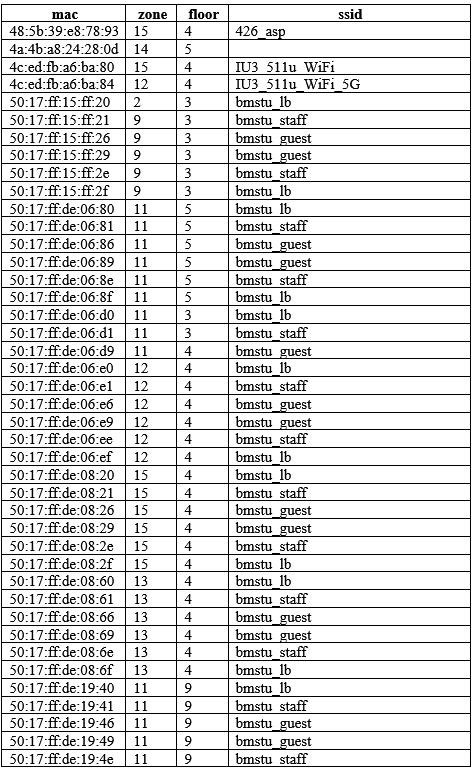 mac zone floor ssid
48:5b:39:e8:78:93 15 4 426_asp
4a:4b:a8:24:28:0d 14 5
4c:ed:fb:a6:ba:80 15 4 IU3_511u_WiFi
4c:ed:fb:a6:ba:84 12 4 IU3_511u_WiFi_5G
50:17:ff:15:ff:20 2 3 bmstu_lb
50:17:ff:15:ff:21 9 3 bmstu_staff
50:17:ff:15:ff:26 9 3 bmstu_guest
50:17:ff:15:ff:29 9 3 bmstu_guest
50:17:ff:15:ff:2e 9 3 bmstu_staff
50:17:ff:15:ff:2f 9 3 bmstu_lb
50:17:ff:de:06:80 11 5 bmstu_lb
50:17:ff:de:06:81 11 5 bmstu_staff
50:17:ff:de:06:86 11 5 bmstu_guest
50:17:ff:de:06:89 11 5 bmstu_guest
50:17:ff:de:06:8e 11 5 bmstu_staff
50:17:ff:de:06:8f 11 5 bmstu_lb
50:17:ff:de:06:d0 11 3 bmstu_lb
50:17:ff:de:06:d1 11 3 bmstu_staff
50:17:ff:de:06:d9 11 4 bmstu_guest
50:17:ff:de:06:e0 12 4 bmstu_lb
50:17:ff:de:06:e1 12 4 bmstu_staff
50:17:ff:de:06:e6 12 4 bmstu_guest
50:17:ff:de:06:e9 12 4 bmstu_guest
50:17:ff:de:06:ee 12 4 bmstu_staff
50:17:ff:de:06:ef 12 4 bmstu_lb
50:17:ff:de:08:20 15 4 bmstu_lb
50:17:ff:de:08:21 15 4 bmstu_staff
50:17:ff:de:08:26 15 4 bmstu_guest
50:17:ff:de:08:29 15 4 bmstu_guest
50:17:ff:de:08:2e 15 4 bmstu_staff
50:17:ff:de:08:2f 15 4 bmstu_lb
50:17:ff:de:08:60 13 4 bmstu_lb
50:17:ff:de:08:61 13 4 bmstu_staff
50:17:ff:de:08:66 13 4 bmstu_guest
50:17:ff:de:08:69 13 4 bmstu_guest
50:17:ff:de:08:6e 13 4 bmstu_staff
50:17:ff:de:08:6f 13 4 bmstu_lb
50:17:ff:de:19:40 11 9 bmstu_lb
50:17:ff:de:19:41 11 9 bmstu_staff
50:17:ff:de:19:46 11 9 bmstu_guest
50:17:ff:de:19:49 11 9 bmstu_guest
50:17:ff:de:19:4e 11 9 bmstu_staff